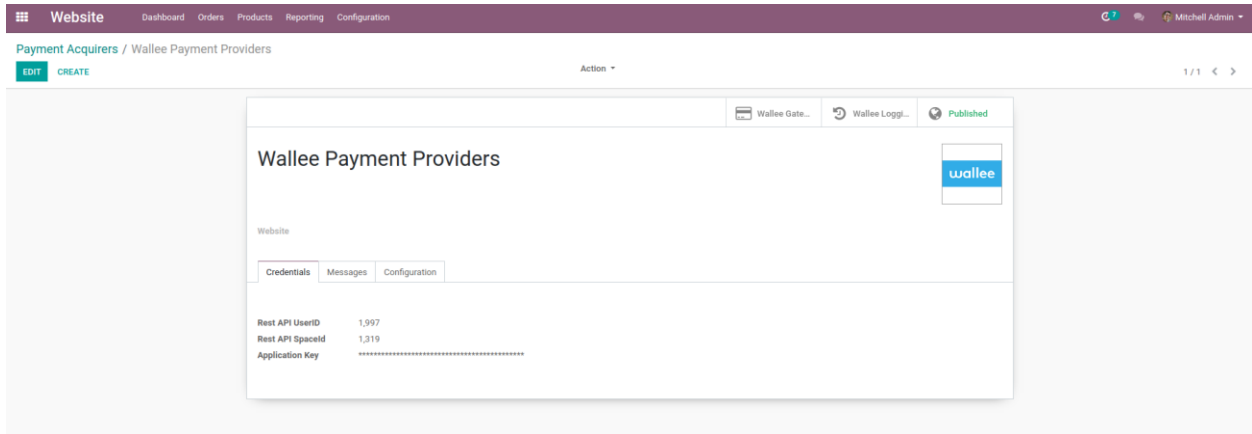 Website Dashboard Orders Products Reporting Configuration 7 Mitchell Admin
Payment Acquirers / Wallee Payment Providers
EDIT CREATE Action 1 / 1
Wallee Gate... Wallee Loggi... Published
Wallee Payment Providers
wallee
Website
Credentials Messages Configuration
Rest API UserID 1,997
Rest API SpaceId 1,319
Application Key ********************************************